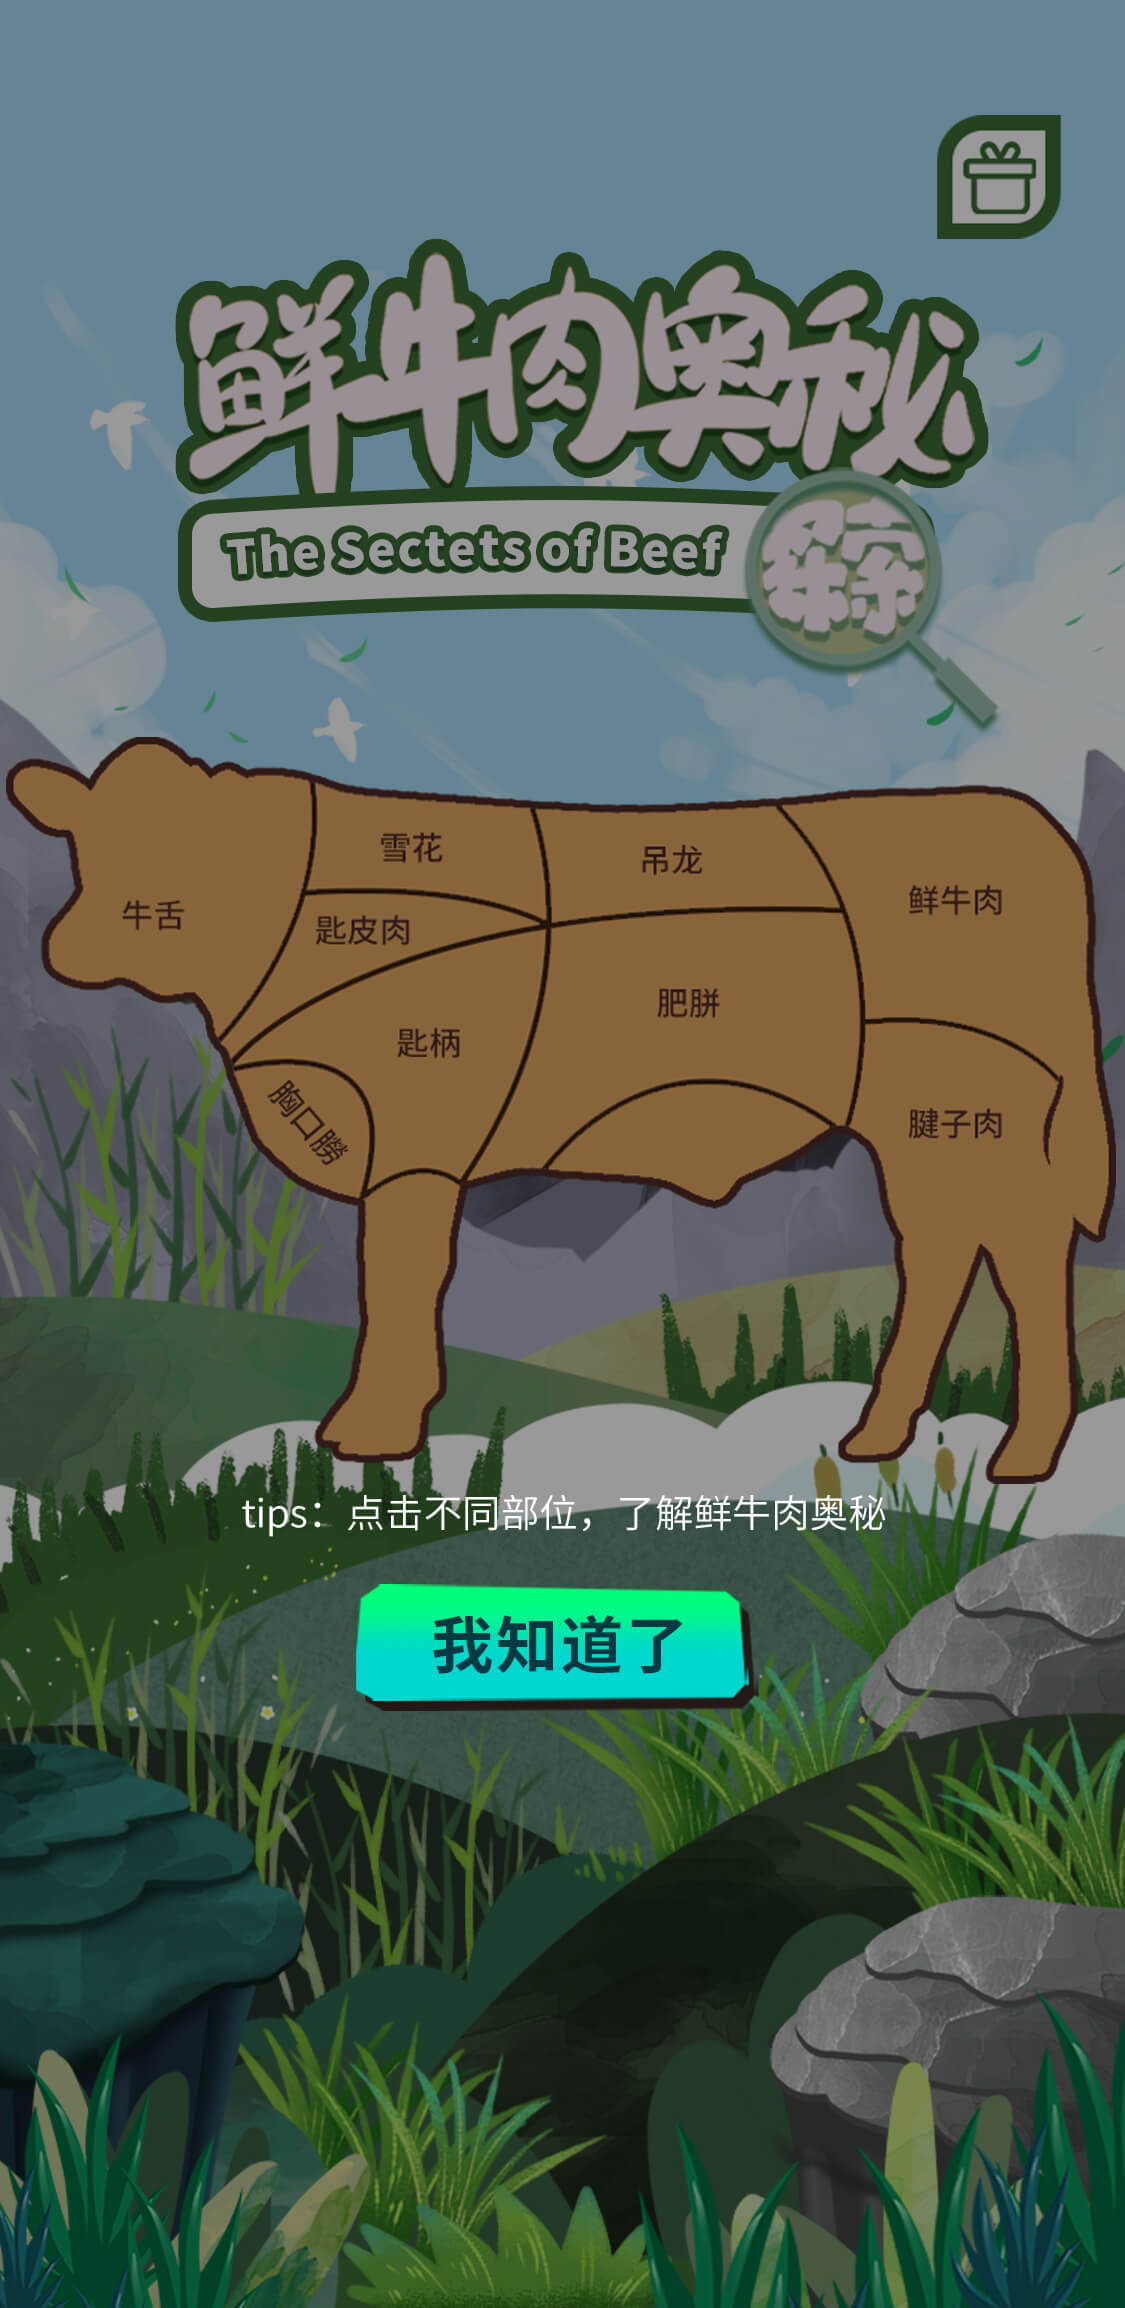 鲜牛肉奥秘
The Sectets of Beef
探
雪花
吊龙
鲜牛肉
牛舌
匙皮肉
肥胼
匙柄
胸口朥
腱子肉
tips：点击不同部位，了解鲜牛肉奥秘
我知道了